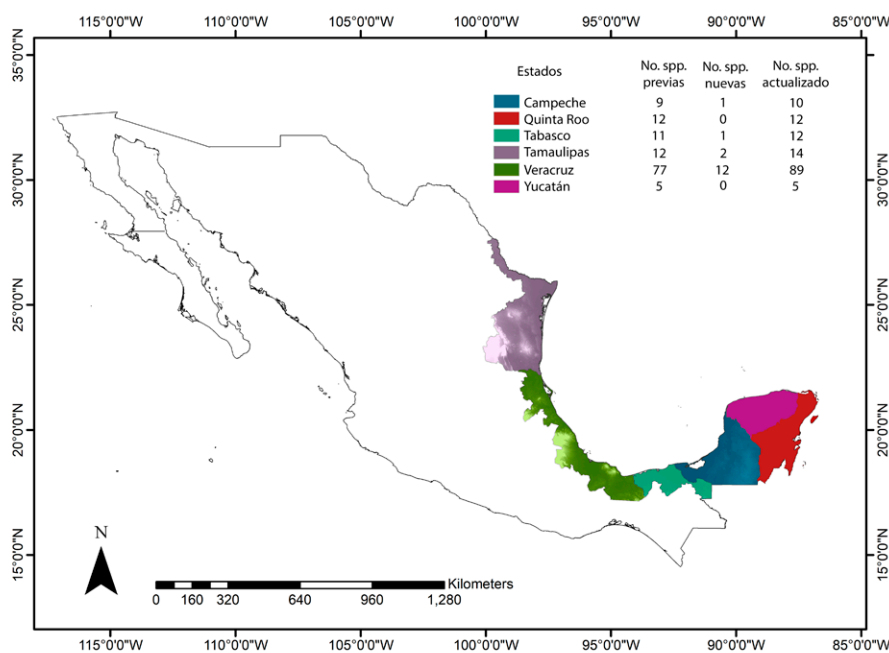 115°0'0"W 110°0'0"W 105°0'0"W 100°0'0"W 95°0'0"W 90°0'0"W 85°0'0"W
35°0'0"N 35°0'0"N
Estados No. spp. previas No. spp. nuevas No. spp. actualizado
Campeche 9 1 10
Quinta Roo 12 0 12
Tabasco 11 1 12
Tamaulipas 12 2 14
Veracruz 77 12 89
Yucatán 5 0 5
30°0'0"N 30°0'0"N
25°0'0"N 25°0'0"N
20°0'0"N 20°0'0"N
15°0'0"N 15°0'0"N
N
Kilometers
0 160 320 640 960 1,280
115°0'0"W 110°0'0"W 105°0'0"W 100°0'0"W 95°0'0"W 90°0'0"W 85°0'0"W